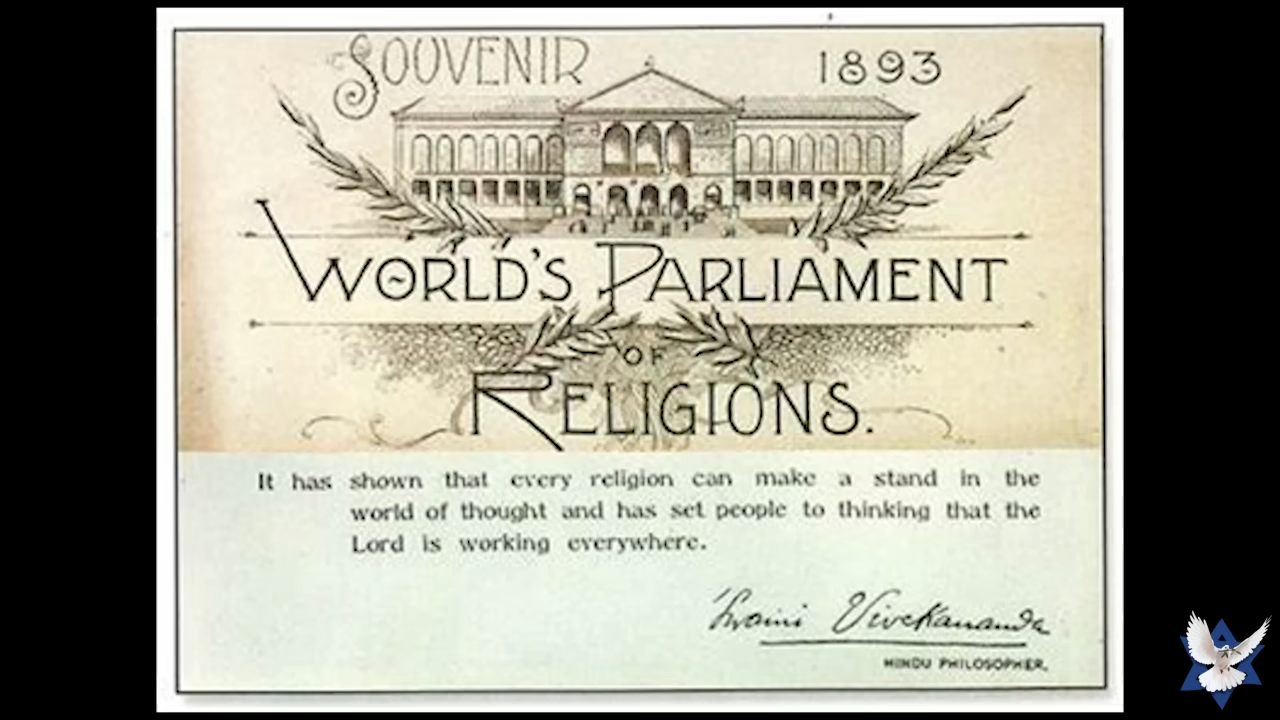 SOUVENIR 1893
WORLD'S PARLIAMENT
OF
RELIGIONS.
It has shown that every religion can make a stand in the
world of thought and has set people to thinking that the
Lord is working everywhere.
Swami Vivekananda
HINDU PHILOSOPHER.